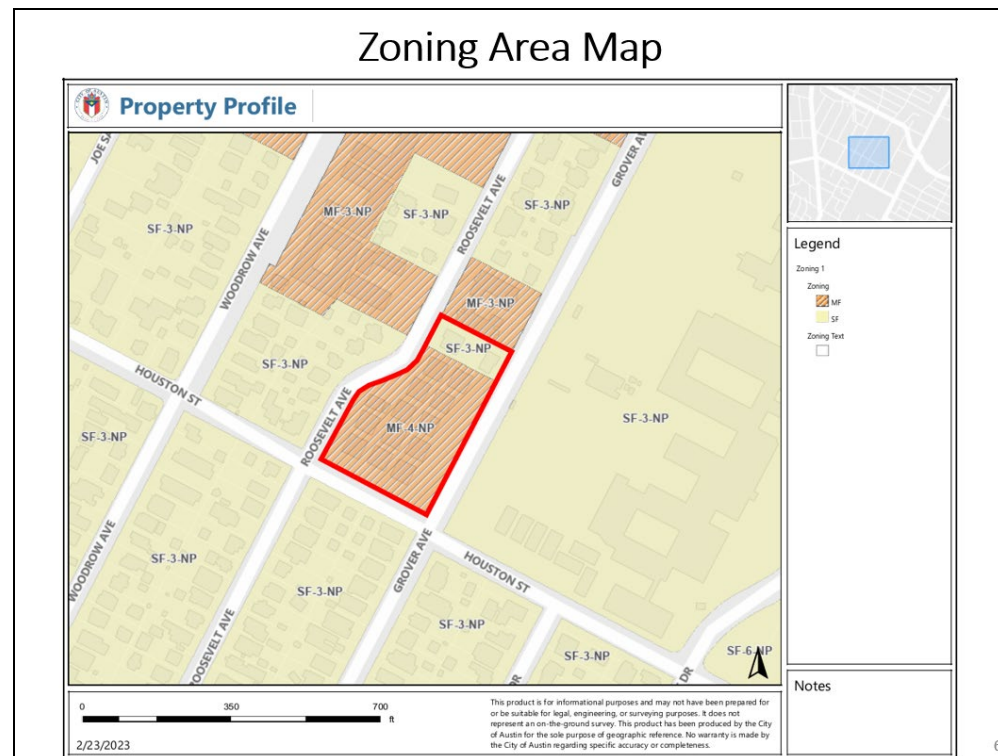 Zoning Area Map
Property Profile
JOE SA
GROVER AV
ROOSEVELT AVE
SF-3-NP
MF-3-NP
SF-3-NP
SF-3-NP
WOODROW AVE
MF-3-NP
SF-3-NP
SF-3-NP
HOUSTON ST
ROOSEVELT AVE
MF-4-NP
SF-3-NP
SF-3-NP
WOODROW AVE
SF-3-NP
GROVER AVE
HOUSTON ST
SF-3-NP
ROOSEVELT AVE
SF-3-NP
SF-3-NP
SF-6-NP
DR
DR
Legend
Zoning 1
Zoning
MF
SF
Zoning Text
Notes
0 350 700
ft
2/23/2023
This product is for informational purposes and may not have been prepared for
or be suitable for legal, engineering, or surveying purposes. It does not
represent an on-the-ground survey. This product has been produced by the City
of Austin for the sole purpose of geographic reference. No warranty is made by
the City of Austin regarding specific accuracy or completeness.
6